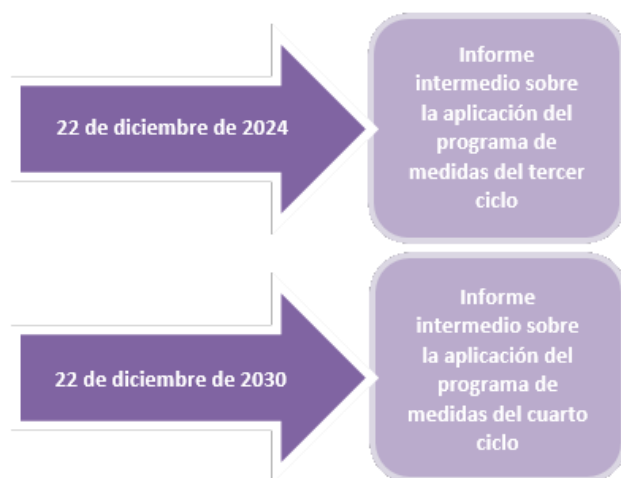 22 de diciembre de 2024
Informe
intermedio sobre
la aplicación del
programa de
medidas del tercer
ciclo
22 de diciembre de 2030
Informe
intermedio sobre
la aplicación del
programa de
medidas del cuarto
ciclo